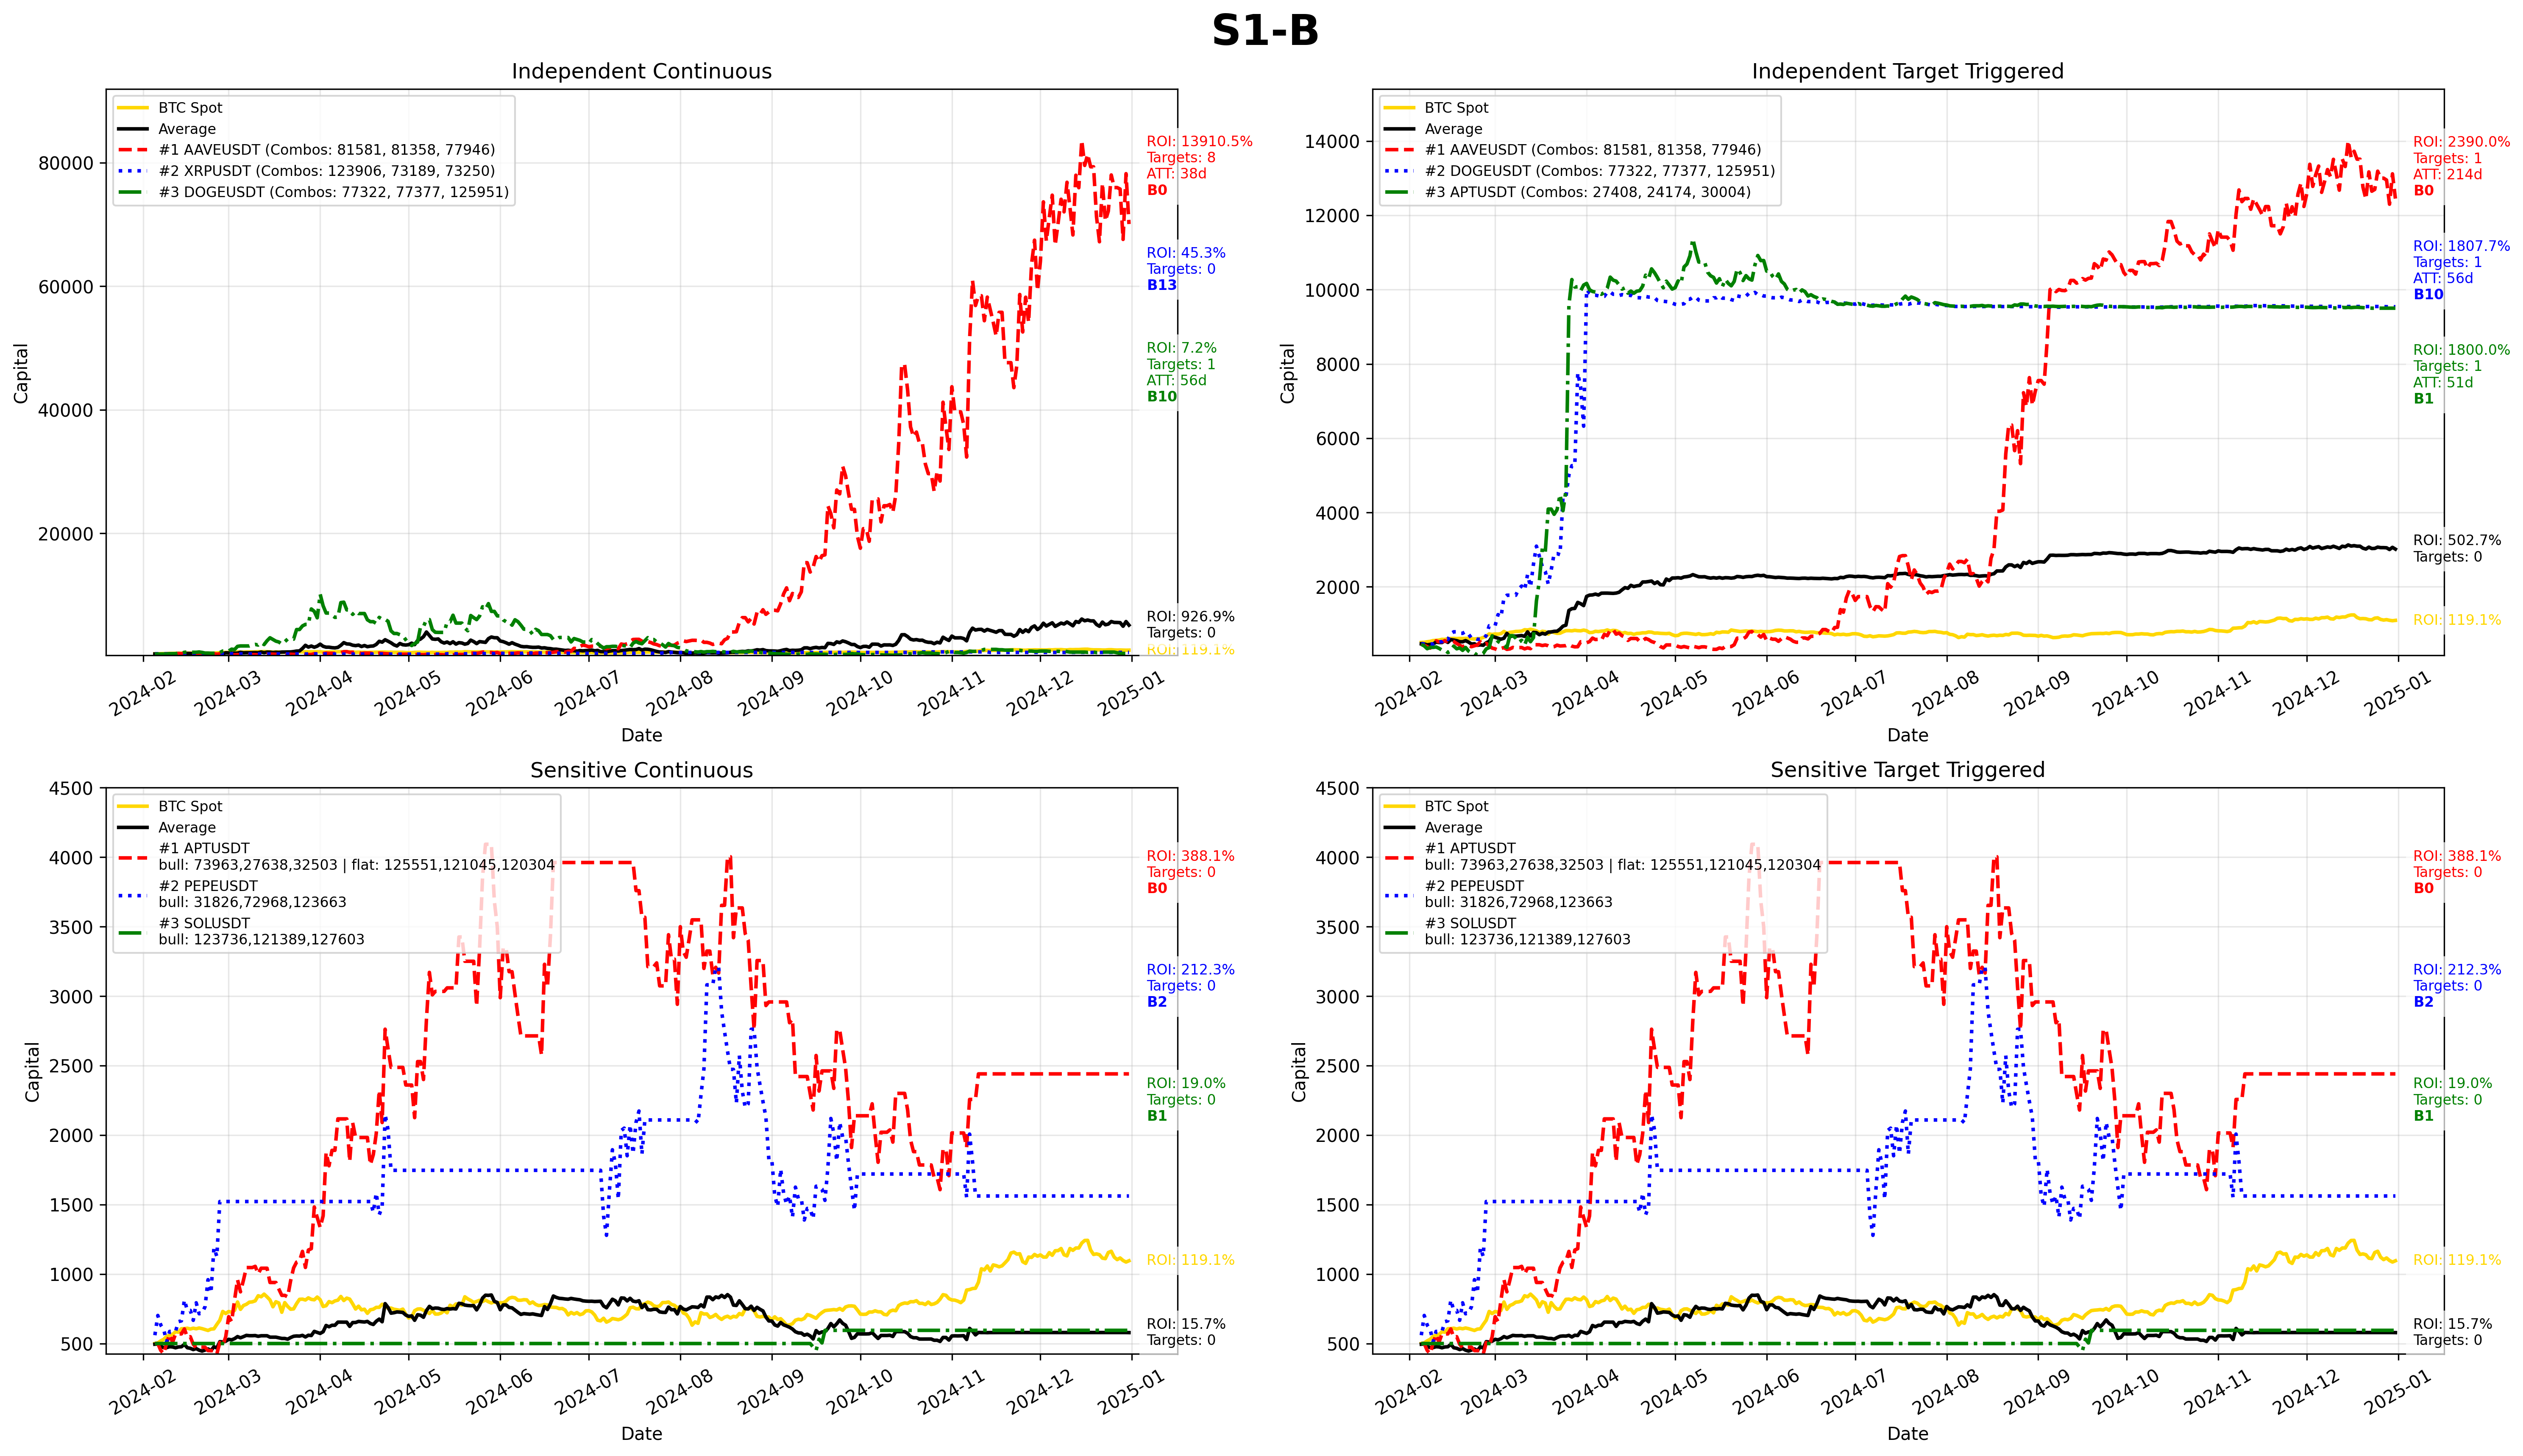 S1-B
Independent Continuous
BTC Spot
Average
#1 AAVEUSDT (Combos: 81581, 81358, 77946)
#2 XRPUSDT (Combos: 123906, 73189, 73250)
#3 DOGEUSDT (Combos: 77322, 77377, 125951)
Capital
80000
60000
40000
20000
ROI: 13910.5%
Targets: 8
ATT: 38d
B0
ROI: 45.3%
Targets: 0
B13
ROI: 7.2%
Targets: 1
ATT: 56d
B10
ROI: 926.9%
Targets: 0
ROI: 119.1%
2024-02
2024-03
2024-04
2024-05
2024-06
2024-07
2024-08
2024-09
2024-10
2024-11
2024-12
2025-01
Date
Independent Target Triggered
BTC Spot
Average
#1 AAVEUSDT (Combos: 81581, 81358, 77946)
#2 DOGEUSDT (Combos: 77322, 77377, 125951)
#3 APTUSDT (Combos: 27408, 24174, 30004)
Capital
14000
12000
10000
8000
6000
4000
2000
ROI: 2390.0%
Targets: 1
ATT: 214d
B0
ROI: 1807.7%
Targets: 1
ATT: 56d
B10
ROI: 1800.0%
Targets: 1
ATT: 51d
B1
ROI: 502.7%
Targets: 0
ROI: 119.1%
2024-02
2024-03
2024-04
2024-05
2024-06
2024-07
2024-08
2024-09
2024-10
2024-11
2024-12
2025-01
Date
Sensitive Continuous
BTC Spot
Average
#1 APTUSDT
bull: 73963,27638,32503 | flat: 125551,121045,120304
#2 PEPEUSDT
bull: 31826,72968,123663
#3 SOLUSDT
bull: 123736,121389,127603
Capital
4500
4000
3500
3000
2500
2000
1500
1000
500
ROI: 388.1%
Targets: 0
B0
ROI: 212.3%
Targets: 0
B2
ROI: 19.0%
Targets: 0
B1
ROI: 119.1%
ROI: 15.7%
Targets: 0
2024-02
2024-03
2024-04
2024-05
2024-06
2024-07
2024-08
2024-09
2024-10
2024-11
2024-12
2025-01
Date
Sensitive Target Triggered
BTC Spot
Average
#1 APTUSDT
bull: 73963,27638,32503 | flat: 125551,121045,120304
#2 PEPEUSDT
bull: 31826,72968,123663
#3 SOLUSDT
bull: 123736,121389,127603
Capital
4500
4000
3500
3000
2500
2000
1500
1000
500
ROI: 388.1%
Targets: 0
B0
ROI: 212.3%
Targets: 0
B2
ROI: 19.0%
Targets: 0
B1
ROI: 119.1%
ROI: 15.7%
Targets: 0
2024-02
2024-03
2024-04
2024-05
2024-06
2024-07
2024-08
2024-09
2024-10
2024-11
2024-12
2025-01
Date